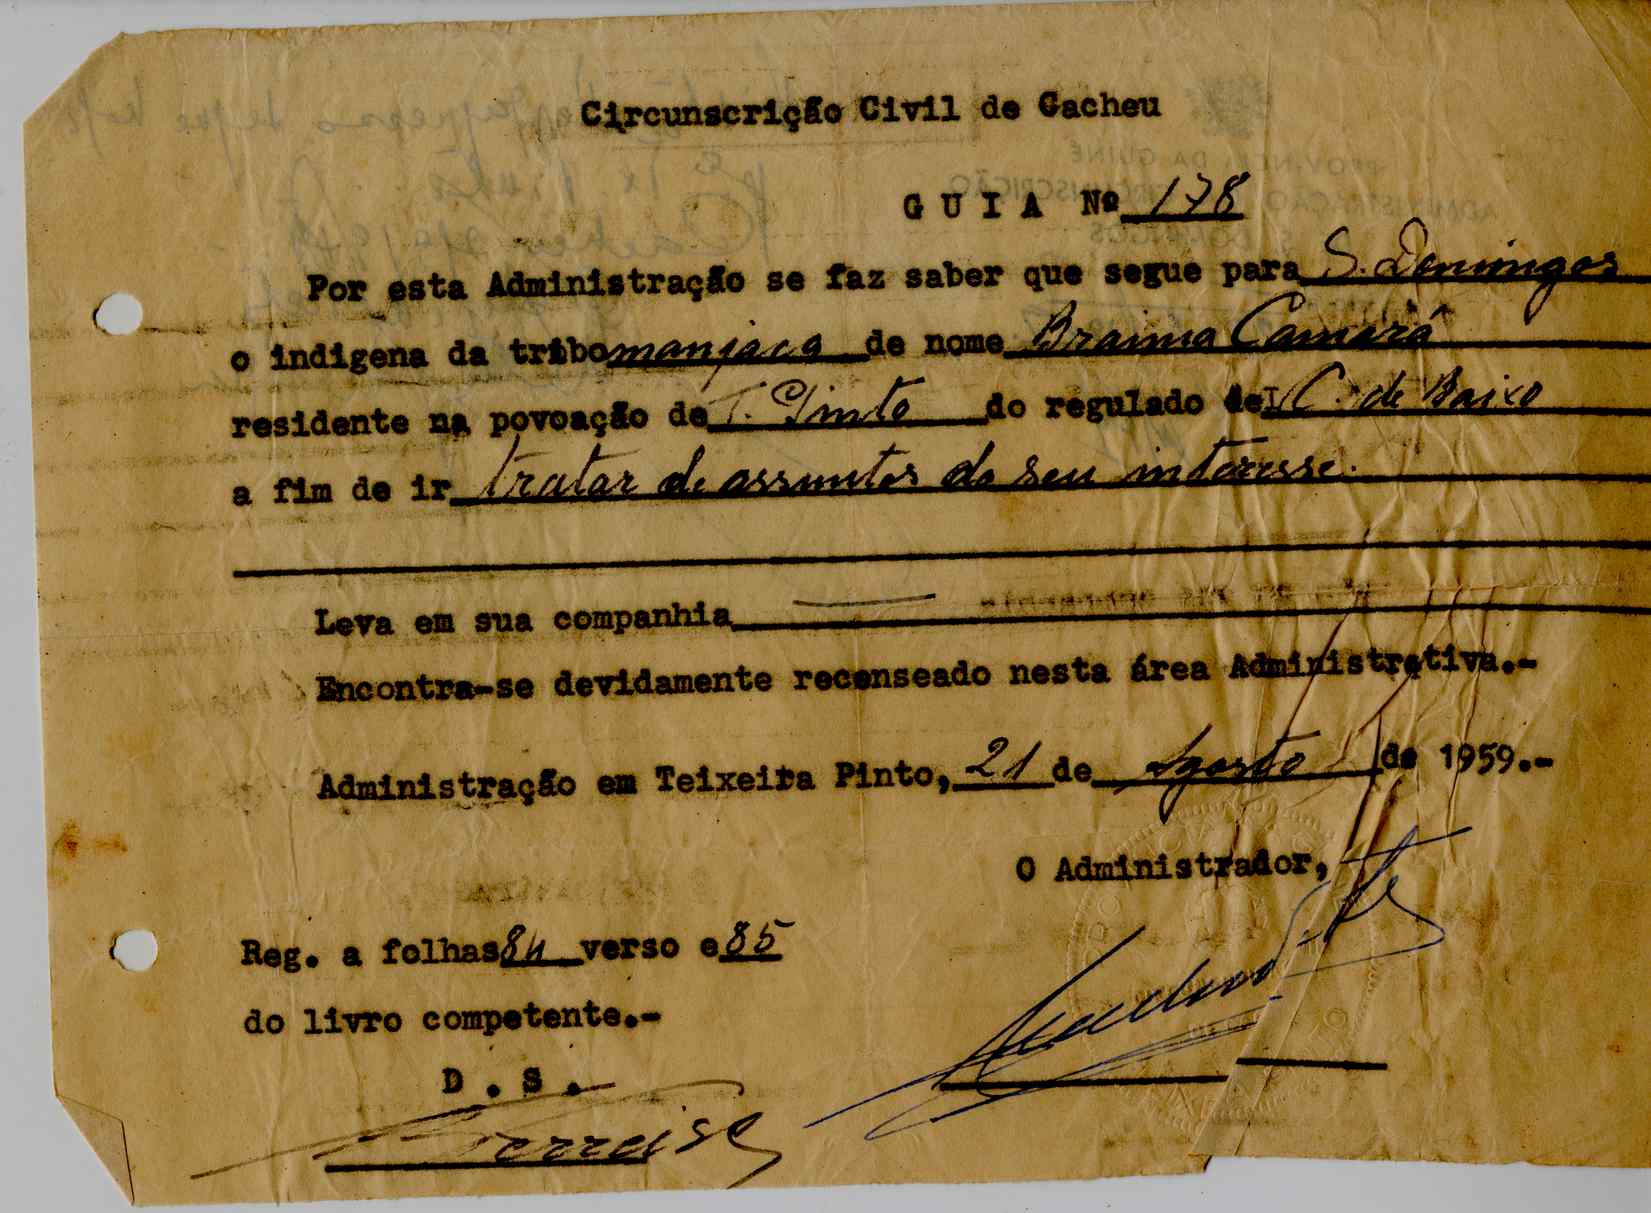 Circunscrição Civil de Cacheu
G U I A Nº 178
Por esta Administração se faz saber que segue para S. Domingos
o indigena da tribo manjaca de nome Braima Camará
residente na povoação de T. Pinto do regulado de C. de Baixo
a fim de ir tratar de assuntos do seu interesse.
Leva em sua companhia
Encontra-se devidamente recenseado nesta área Administrativa.-
Administração em Teixeira Pinto, 21 de Agosto de 1959.-
O Administrador,
Reg. a folhas 84 verso e 85
do livro competente.-
D . S .
Correia